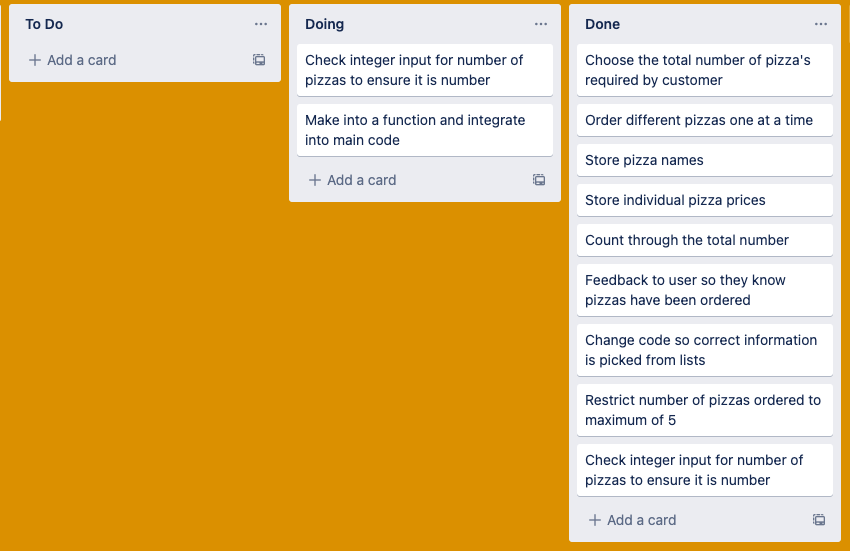 To Do
Add a card
Doing
Check integer input for number of
pizzas to ensure it is number
Make into a function and integrate
into main code
Add a card
Done
Choose the total number of pizza's
required by customer
Order different pizzas one at a time
Store pizza names
Store individual pizza prices
Count through the total number
Feedback to user so they know
pizzas have been ordered
Change code so correct information
is picked from lists
Restrict number of pizzas ordered to
maximum of 5
Check integer input for number of
pizzas to ensure it is number
Add a card